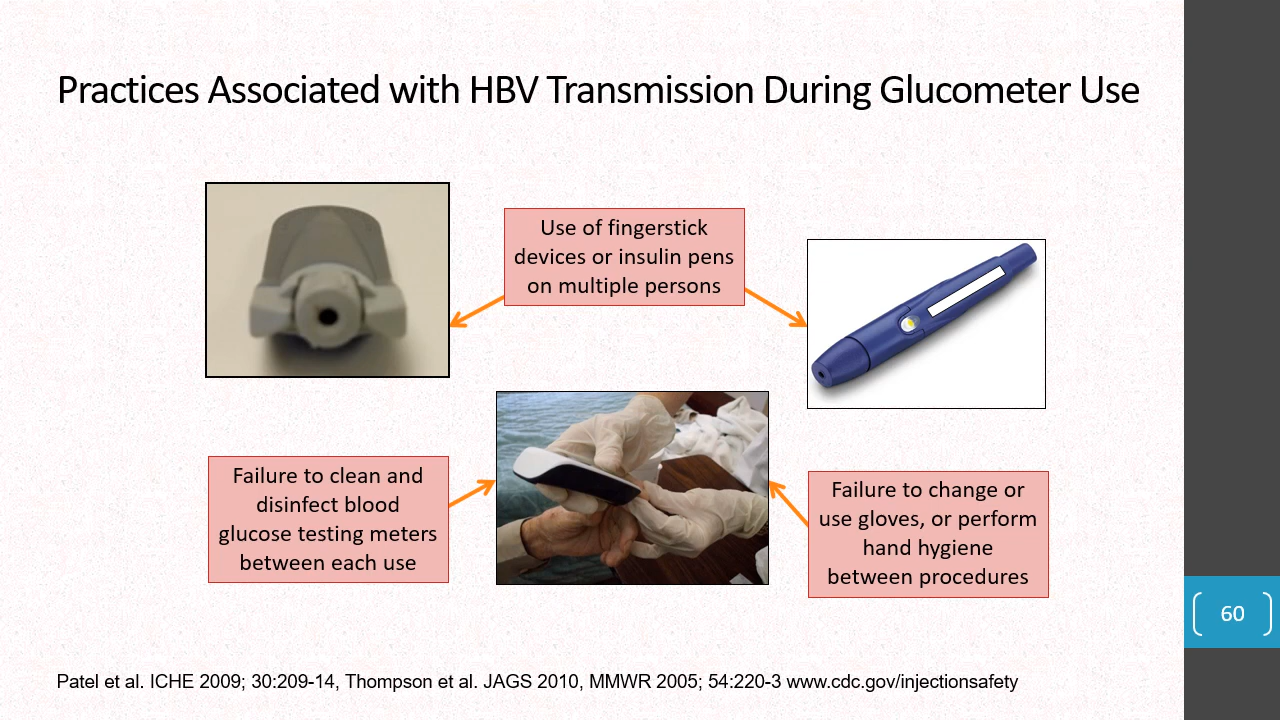 Practices Associated with HBV Transmission During Glucometer Use
Use of fingerstick
devices or insulin pens
on multiple persons
Failure to clean and
disinfect blood
glucose testing meters
between each use
Failure to change or
use gloves, or perform
hand hygiene
between procedures
60
Patel et al. ICHE 2009; 30:209-14, Thompson et al. JAGS 2010, MMWR 2005; 54:220-3 www.cdc.gov/injectionsafety